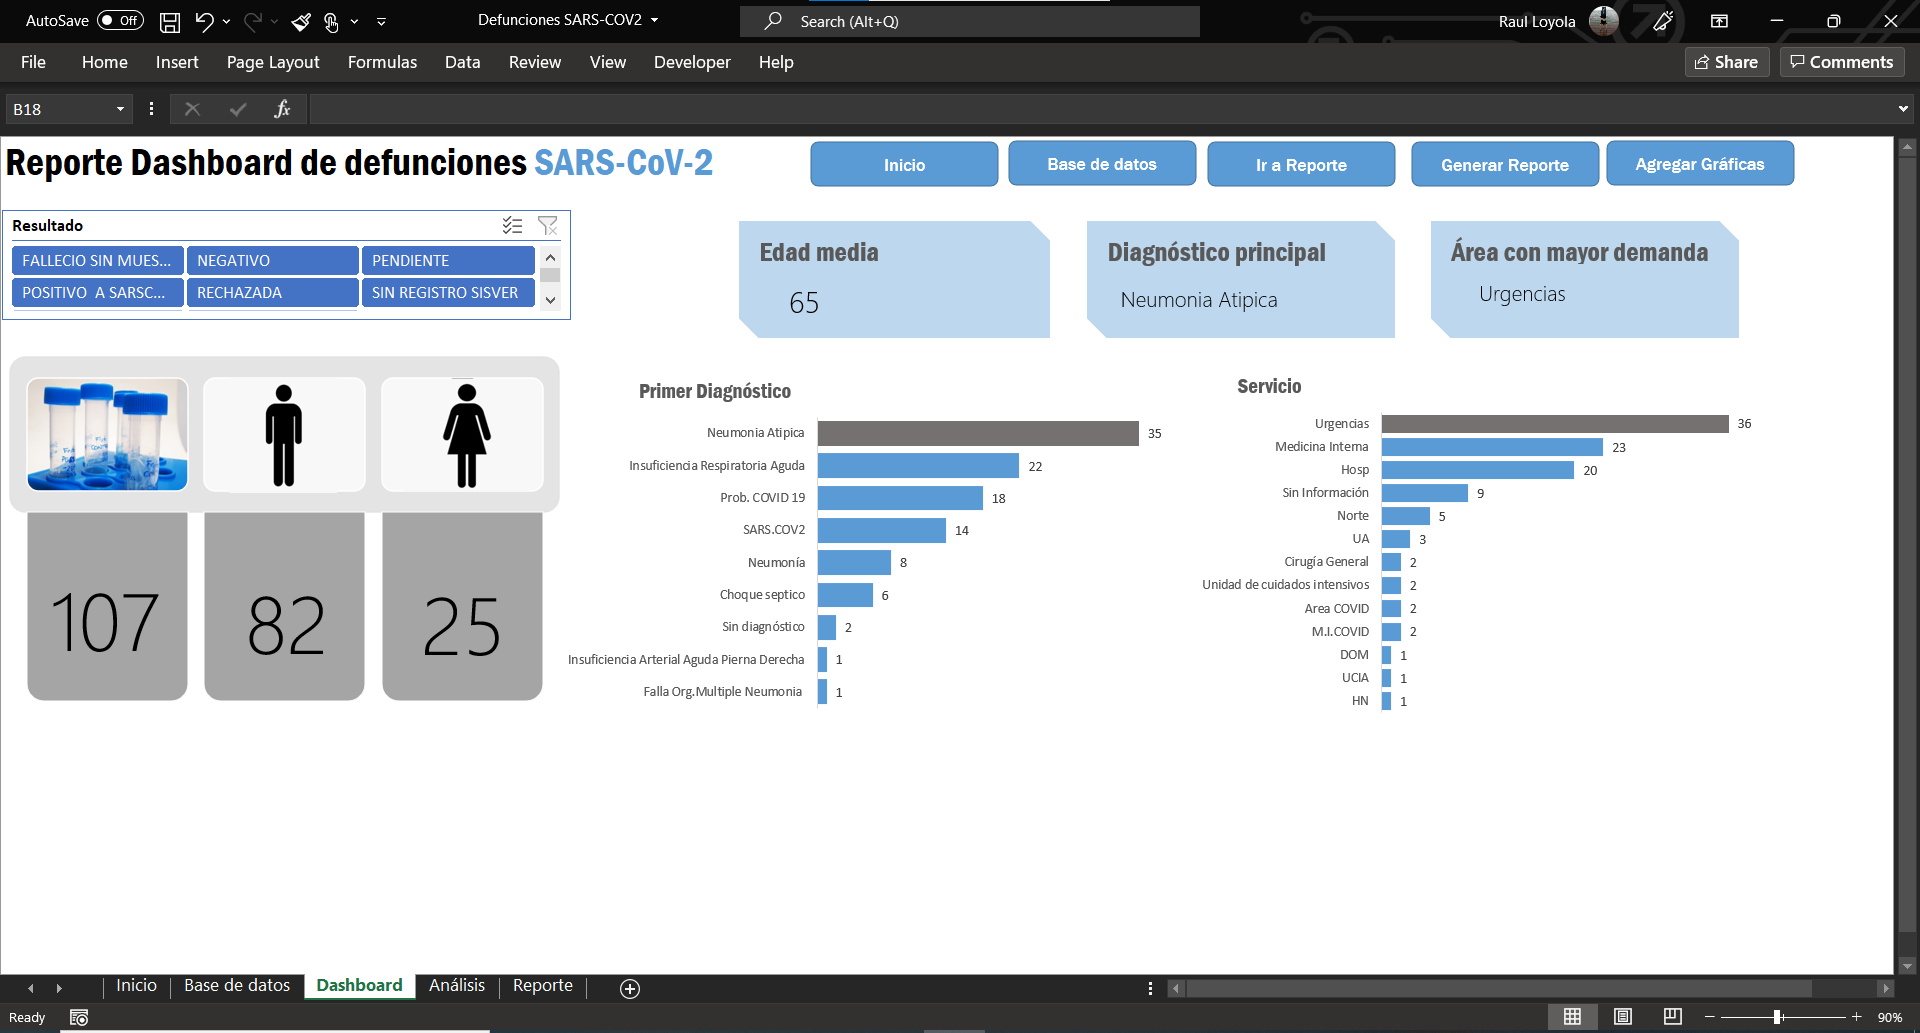 AutoSave Off
Defunciones SARS-COV2
Search (Alt+Q)
Raul Loyola
File Home Insert Page Layout Formulas Data Review View Developer Help
Share Comments
B18
fx
Reporte Dashboard de defunciones SARS-CoV-2
Inicio
Base de datos
Ir a Reporte
Generar Reporte
Agregar Gráficas
Resultado
FALLECIO SIN MUES... NEGATIVO PENDIENTE
POSITIVO A SARSC... RECHAZADA SIN REGISTRO SISVER
Edad media
65
Diagnóstico principal
Neumonia Atipica
Área con mayor demanda
Urgencias
107
82
25
Primer Diagnóstico
Neumonia Atipica 35
Insuficiencia Respiratoria Aguda 22
Prob. COVID 19 18
SARS.COV2 14
Neumonía 8
Choque septico 6
Sin diagnóstico 2
Insuficiencia Arterial Aguda Pierna Derecha 1
Falla Org.Multiple Neumonia 1
Servicio
Urgencias 36
Medicina Interna 23
Hosp 20
Sin Información 9
Norte 5
UA 3
Cirugía General 2
Unidad de cuidados intensivos 2
Area COVID 2
M.I.COVID 2
DOM 1
UCIA 1
HN 1
Inicio Base de datos Dashboard Análisis Reporte
Ready
90%